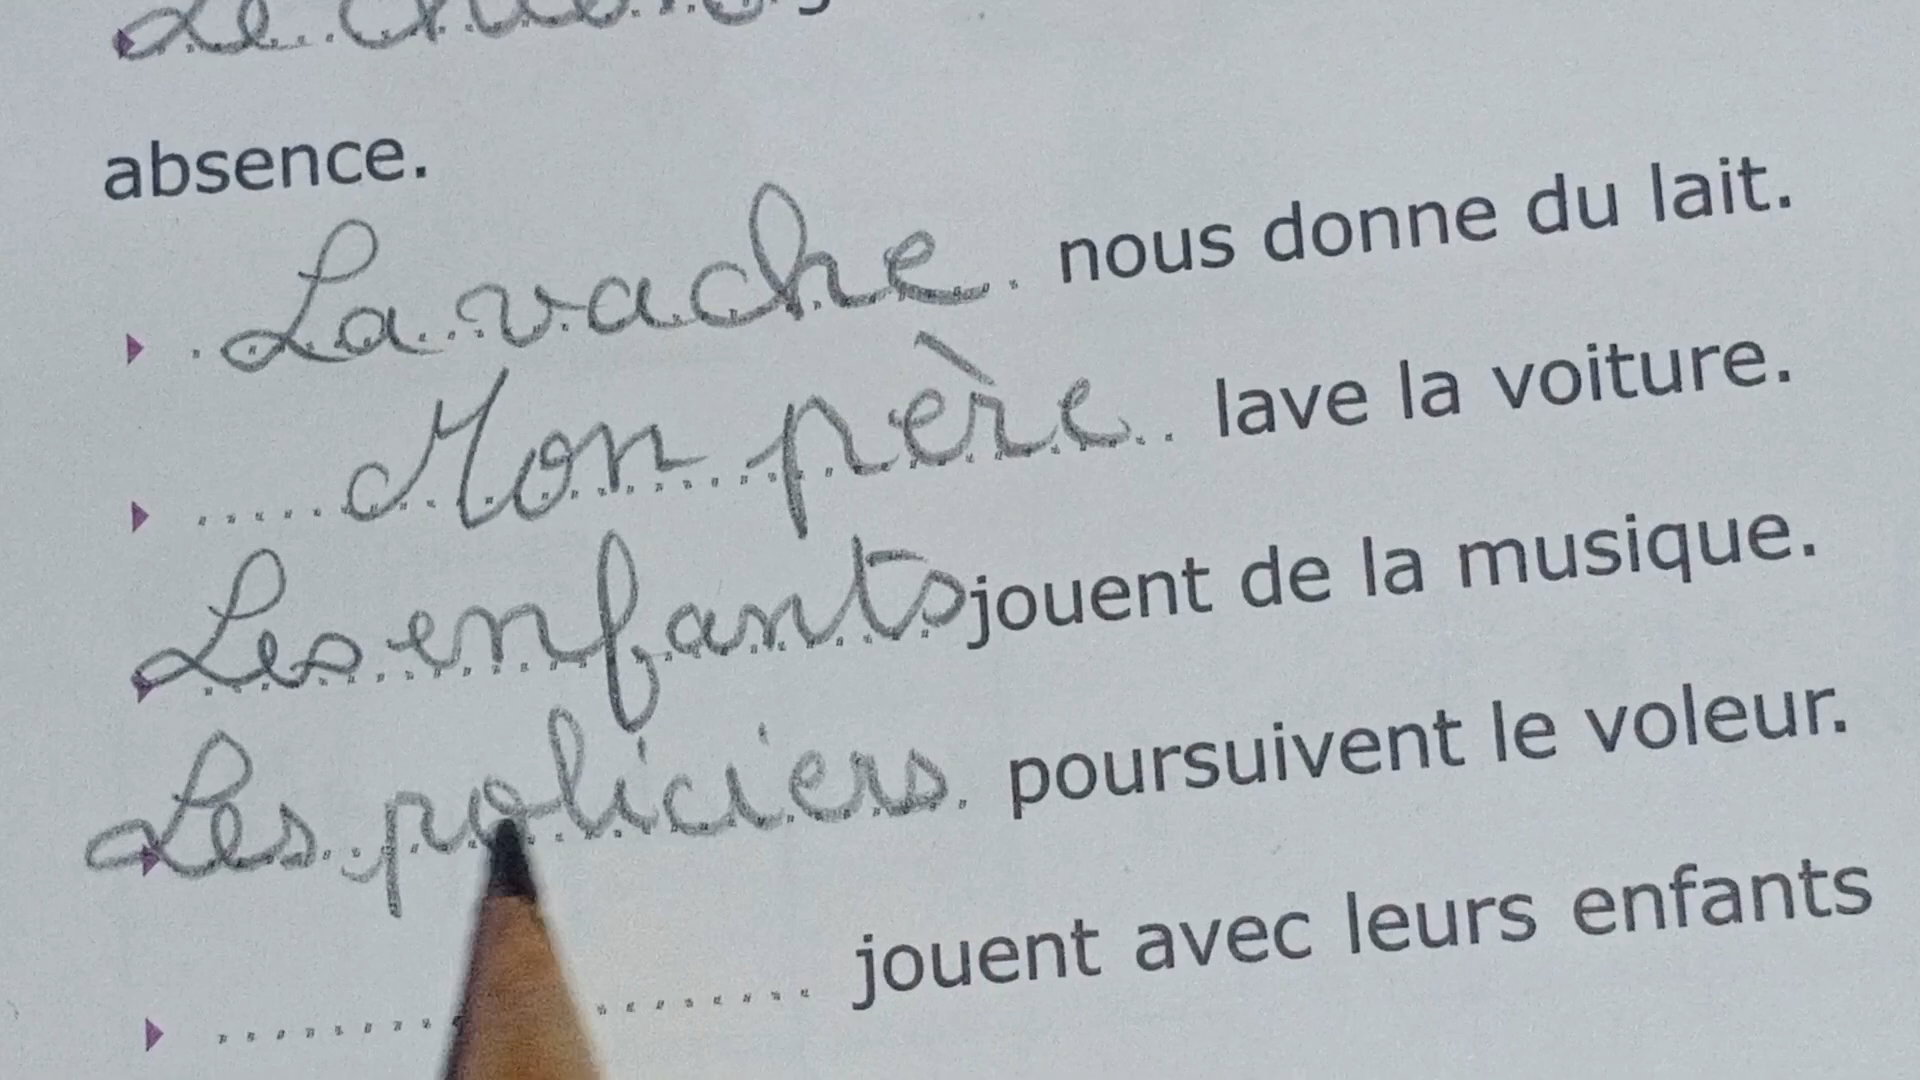 Le
absence.
La vache nous donne du lait.
Mon père lave la voiture.
Les enfants jouent de la musique.
Les policiers poursuivent le voleur.
jouent avec leurs enfants